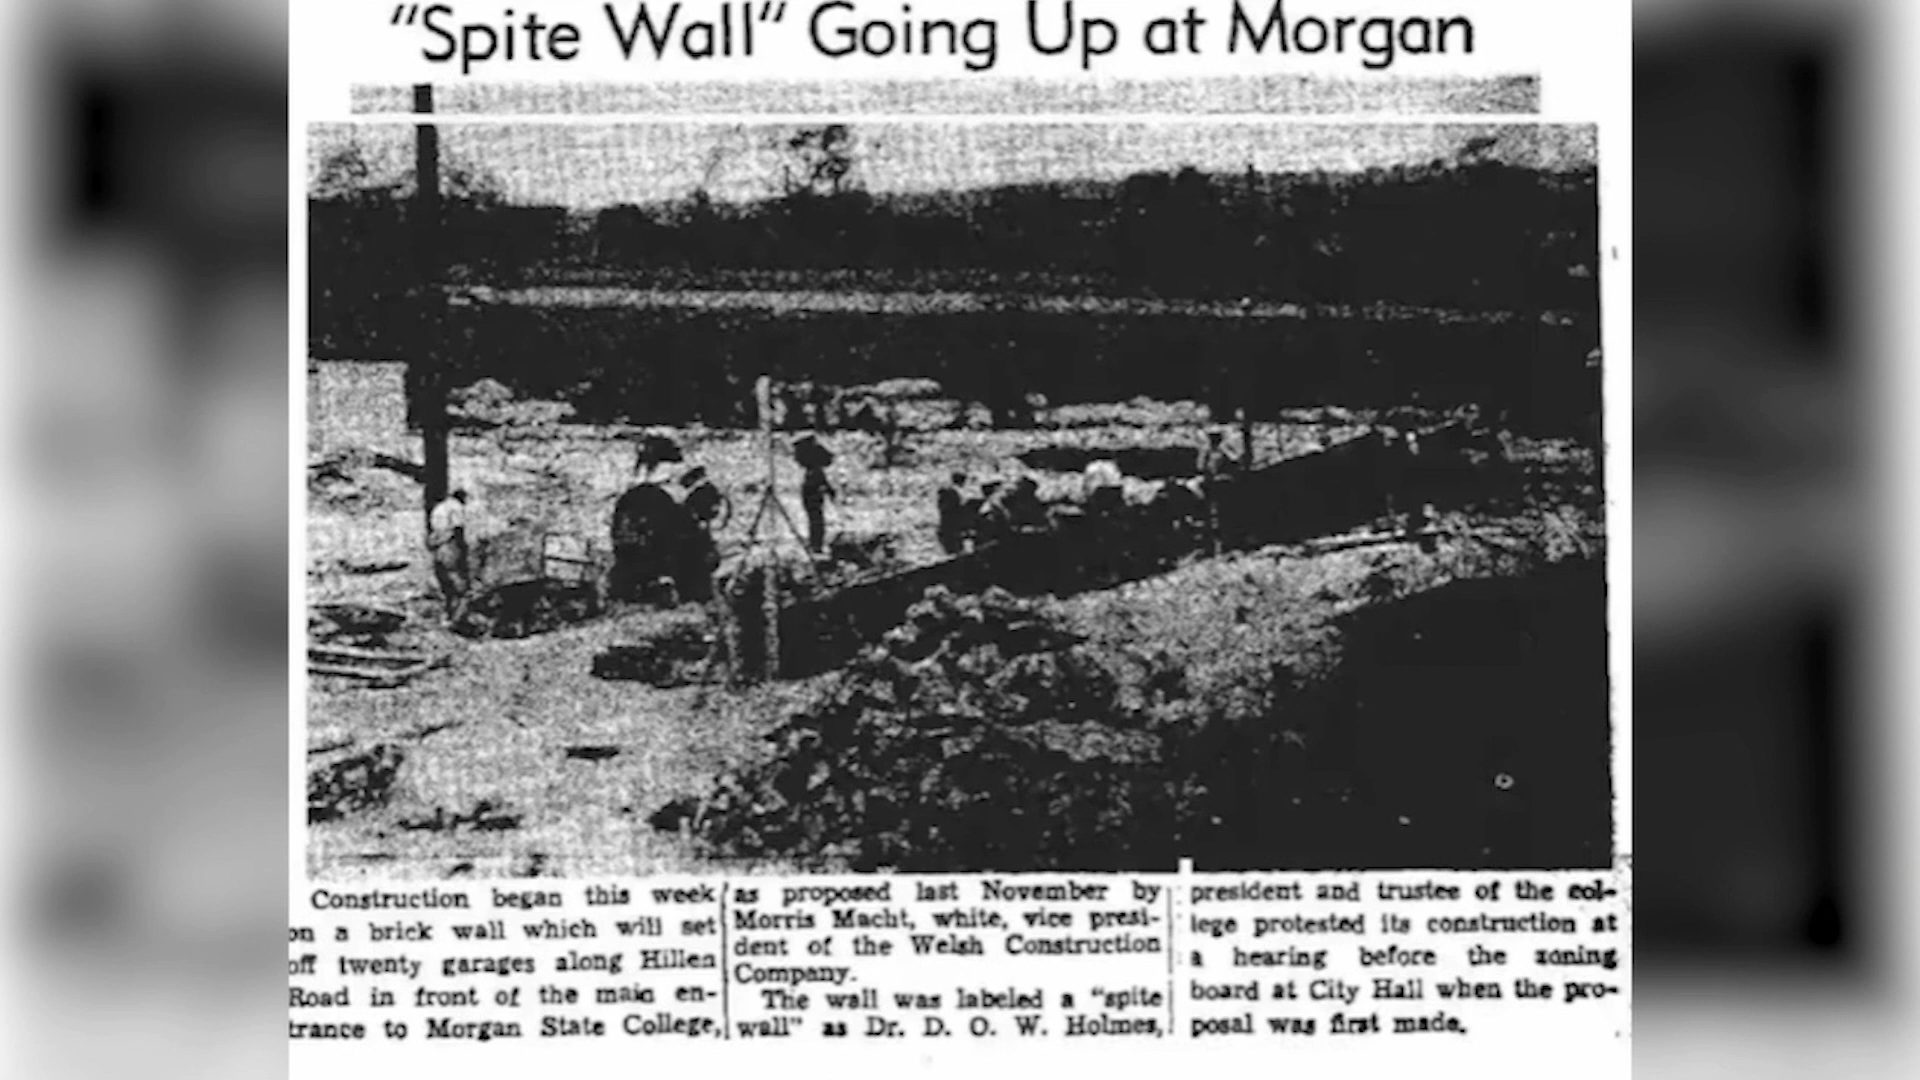 "Spite Wall" Going Up at Morgan
Construction began this week
on a brick wall which will set
off twenty garages along Hillen
Road in front of the main en-
trance to Morgan State College,
as proposed last November by
Morris Macht, white, vice presi-
dent of the Welsh Construction
Company.
The wall was labeled a "spite
wall" as Dr. D. O. W. Holmes,
president and trustee of the col-
lege protested its construction at
a hearing before the zoning
board at City Hall when the pro-
posal was first made.